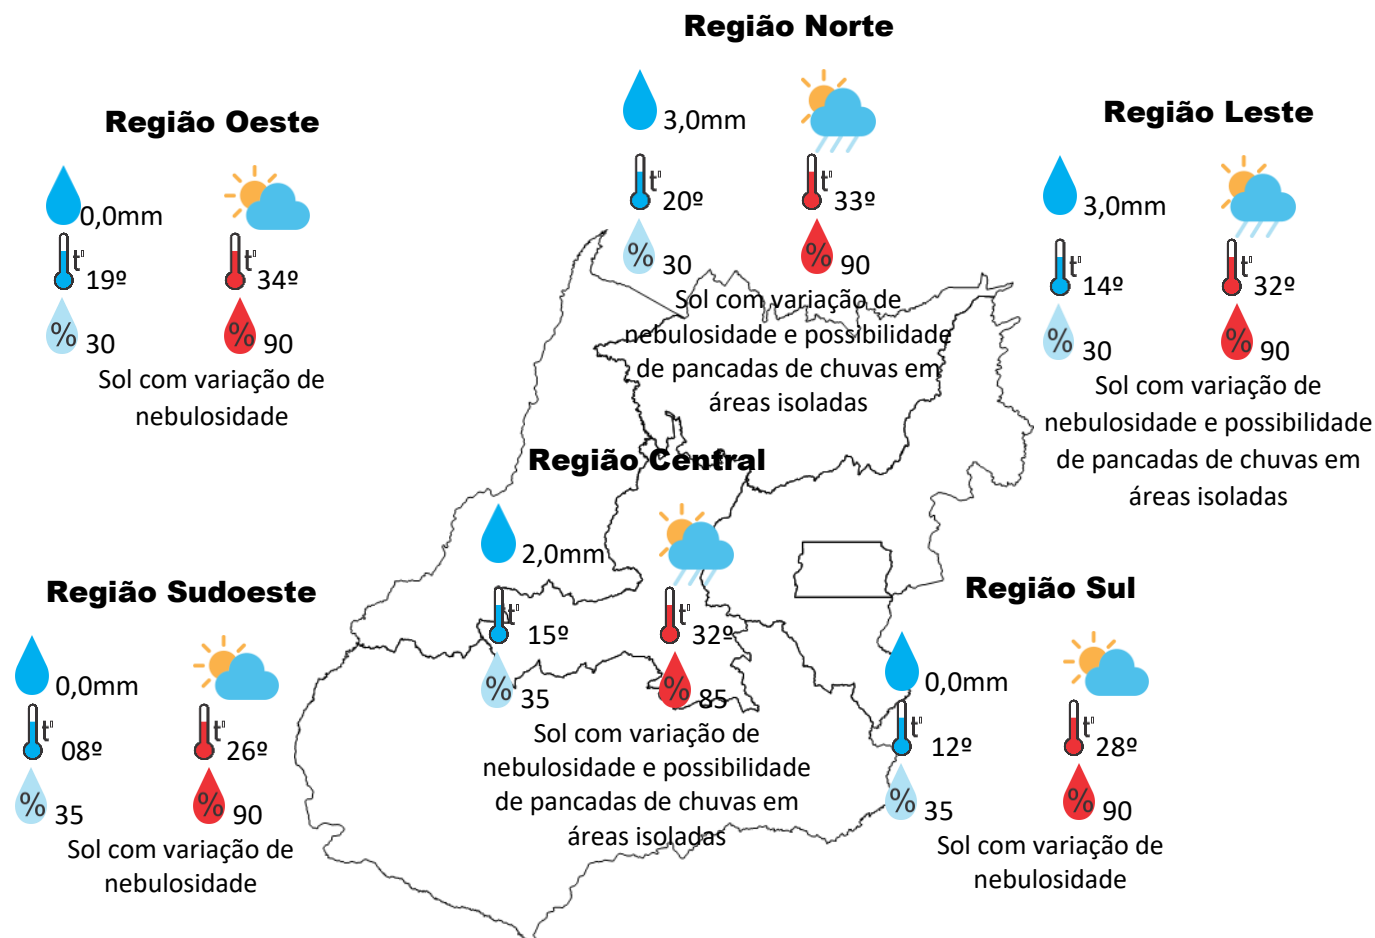 Região Norte
3,0mm
t°
20º
t°
33º
%
30
%
90
Sol com variação de
nebulosidade e possibilidade
de pancadas de chuvas em
áreas isoladas
Região Oeste
0,0mm
t°
19º
t°
34º
%
30
%
90
Sol com variação de
nebulosidade
Região Leste
3,0mm
t°
14º
t°
32º
%
30
%
90
Sol com variação de
nebulosidade e possibilidade
de pancadas de chuvas em
áreas isoladas
Região Central
2,0mm
t°
15º
t°
32º
%
35
%
85
Sol com variação de
nebulosidade e possibilidade
de pancadas de chuvas em
áreas isoladas
Região Sudoeste
0,0mm
t°
08º
t°
26º
%
35
%
90
Sol com variação de
nebulosidade
Região Sul
0,0mm
t°
12º
t°
28º
%
35
%
90
Sol com variação de
nebulosidade